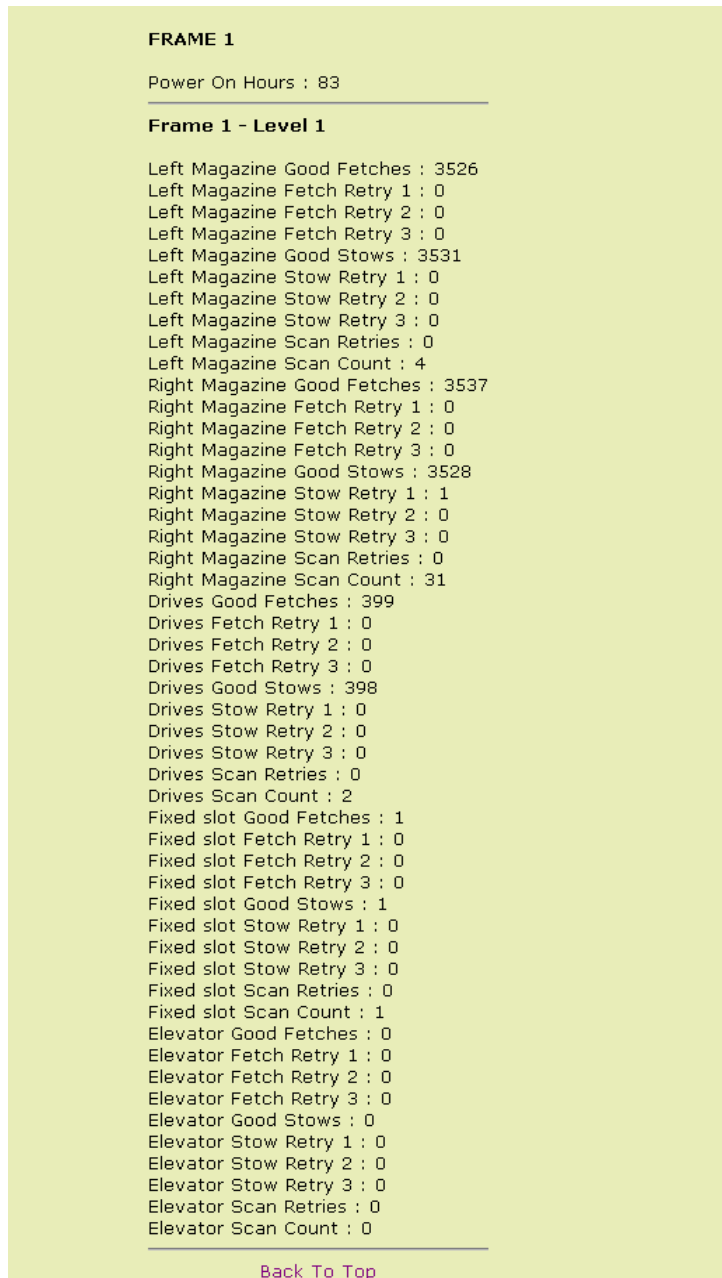 FRAME 1
Power On Hours : 83
Frame 1 - Level 1
Left Magazine Good Fetches : 3526
Left Magazine Fetch Retry 1 : 0
Left Magazine Fetch Retry 2 : 0
Left Magazine Fetch Retry 3 : 0
Left Magazine Good Stows : 3531
Left Magazine Stow Retry 1 : 0
Left Magazine Stow Retry 2 : 0
Left Magazine Stow Retry 3 : 0
Left Magazine Scan Retries : 0
Left Magazine Scan Count : 4
Right Magazine Good Fetches : 3537
Right Magazine Fetch Retry 1 : 0
Right Magazine Fetch Retry 2 : 0
Right Magazine Fetch Retry 3 : 0
Right Magazine Good Stows : 3528
Right Magazine Stow Retry 1 : 1
Right Magazine Stow Retry 2 : 0
Right Magazine Stow Retry 3 : 0
Right Magazine Scan Retries : 0
Right Magazine Scan Count : 31
Drives Good Fetches : 399
Drives Fetch Retry 1 : 0
Drives Fetch Retry 2 : 0
Drives Fetch Retry 3 : 0
Drives Good Stows : 398
Drives Stow Retry 1 : 0
Drives Stow Retry 2 : 0
Drives Stow Retry 3 : 0
Drives Scan Retries : 0
Drives Scan Count : 2
Fixed slot Good Fetches : 1
Fixed slot Fetch Retry 1 : 0
Fixed slot Fetch Retry 2 : 0
Fixed slot Fetch Retry 3 : 0
Fixed slot Good Stows : 1
Fixed slot Stow Retry 1 : 0
Fixed slot Stow Retry 2 : 0
Fixed slot Stow Retry 3 : 0
Fixed slot Scan Retries : 0
Fixed slot Scan Count : 1
Elevator Good Fetches : 0
Elevator Fetch Retry 1 : 0
Elevator Fetch Retry 2 : 0
Elevator Fetch Retry 3 : 0
Elevator Good Stows : 0
Elevator Stow Retry 1 : 0
Elevator Stow Retry 2 : 0
Elevator Stow Retry 3 : 0
Elevator Scan Retries : 0
Elevator Scan Count : 0
Back To Top